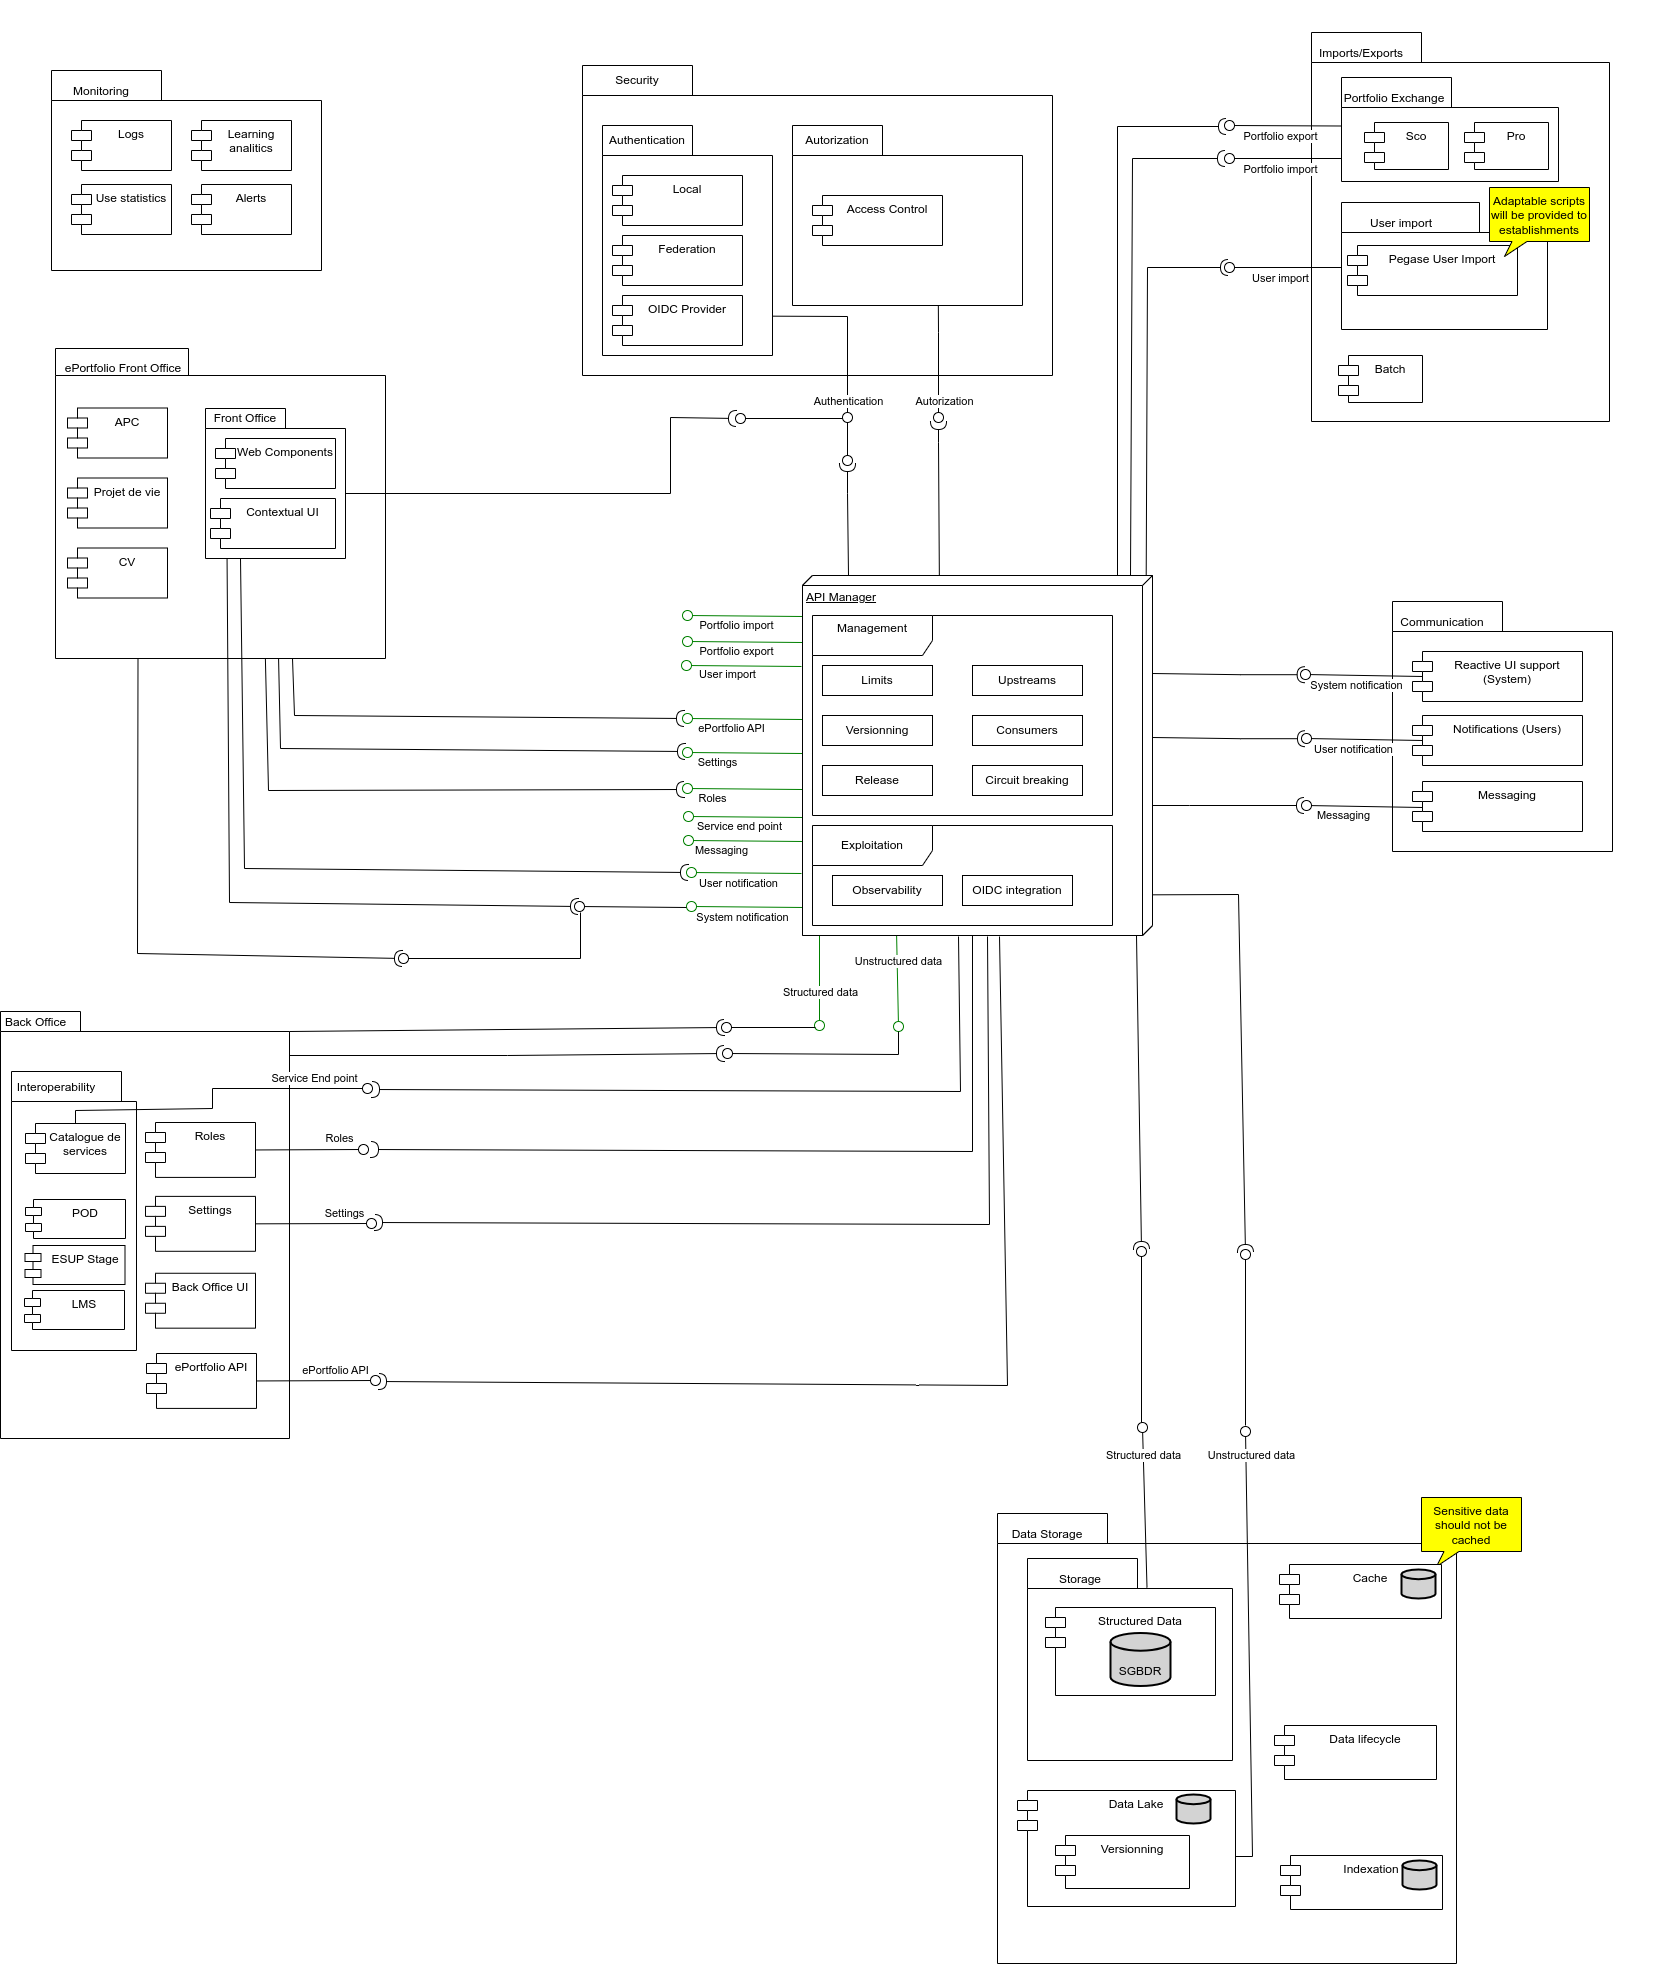 Monitoring
Logs
Learning
analitics
Use statistics
Alerts
Security
Authentication
Local
Federation
OIDC Provider
Autorization
Access Control
Imports/Exports
Portfolio Exchange
Sco
Pro
Portfolio export
Portfolio import
Adaptable scripts
will be provided to
establishments
User import
Pegase User Import
User import
Batch
ePortfolio Front Office
APC
Projet de vie
CV
Front Office
Web Components
Contextual UI
Authentication
Autorization
API Manager
Management
Limits
Upstreams
Versionning
Consumers
Release
Circuit breaking
Exploitation
Observability
OIDC integration
Portfolio import
Portfolio export
User import
ePortfolio API
Settings
Roles
Service end point
Messaging
User notification
System notification
Communication
Reactive UI support
(System)
Notifications (Users)
Messaging
System notification
User notification
Messaging
Unstructured data
Structured data
Back Office
Interoperability
Catalogue de
services
POD
ESUP Stage
LMS
Roles
Settings
Back Office UI
ePortfolio API
Service End point
Roles
Settings
ePortfolio API
Structured data
Unstructured data
Data Storage
Sensitive data
should not be
cached
Storage
Structured Data
SGBDR
Cache
Data lifecycle
Data Lake
Versionning
Indexation